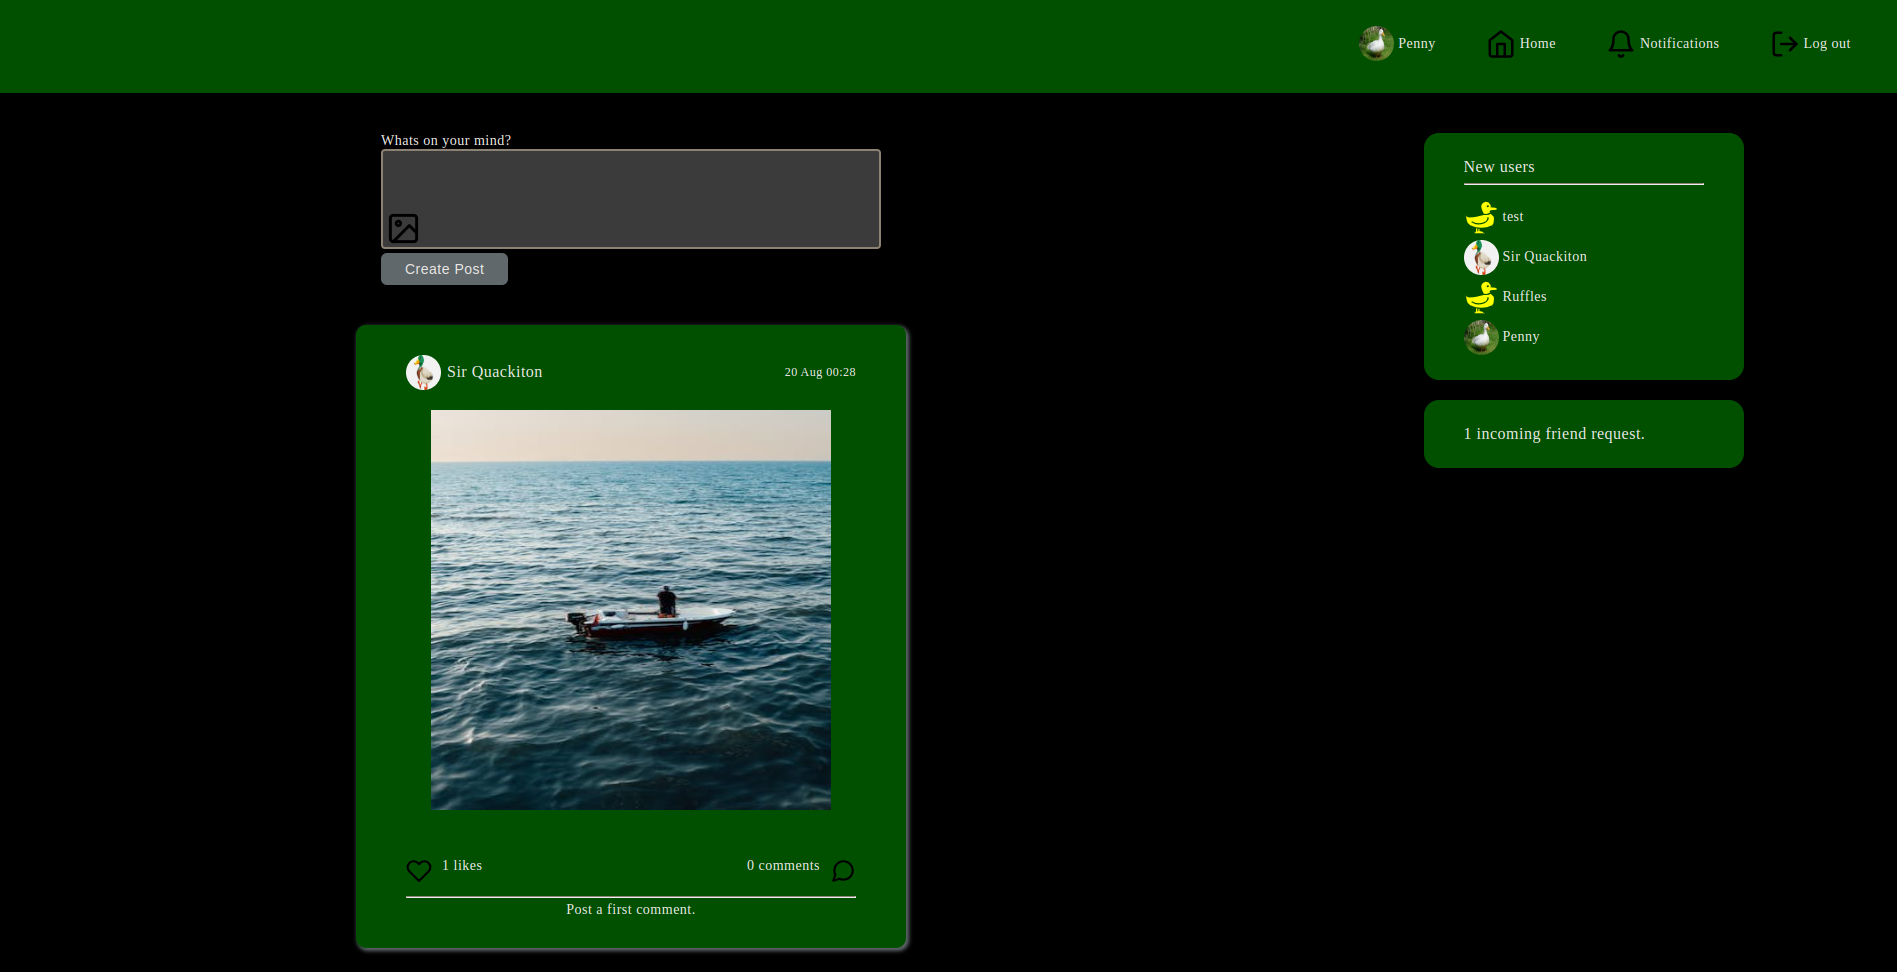 Penny
Home
Notifications
Log out
Whats on your mind?
Create Post
Sir Quackiton
20 Aug 00:28
1 likes
0 comments
Post a first comment.
New users
test
Sir Quackiton
Ruffles
Penny
1 incoming friend request.